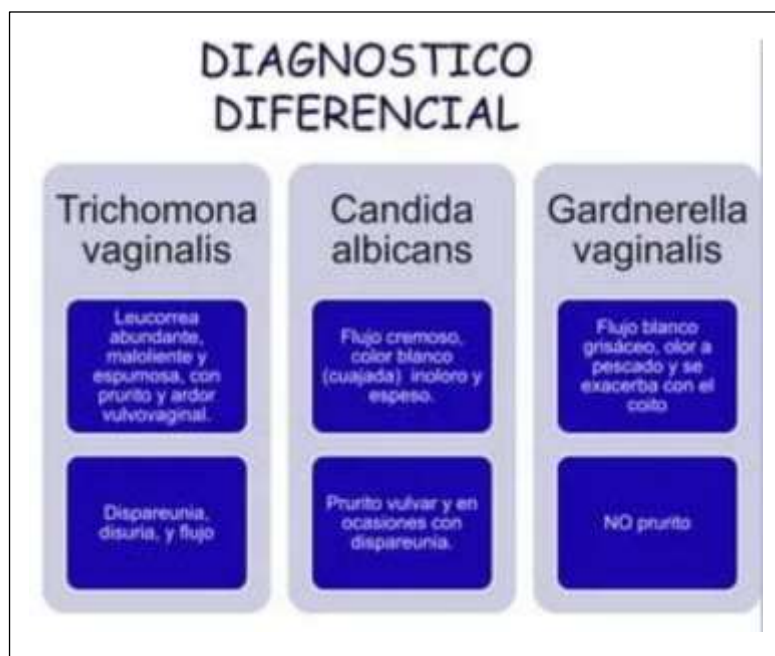 DIAGNOSTICO
DIFERENCIAL
Trichomona
vaginalis
Leucorrea
abundante,
maloliente y
espumosa, con
prurito y ardor
vulvovaginal.
Dispareunia,
disuria, y flujo
Candida
albicans
Flujo cremoso,
color blanco
(cuajada) inoloro y
espeso.
Prurito vulvar y en
ocasiones con
dispareunia.
Gardnerella
vaginalis
Flujo blanco
grisáceo, olor a
pescado y se
exacerba con el
coito
NO prurito